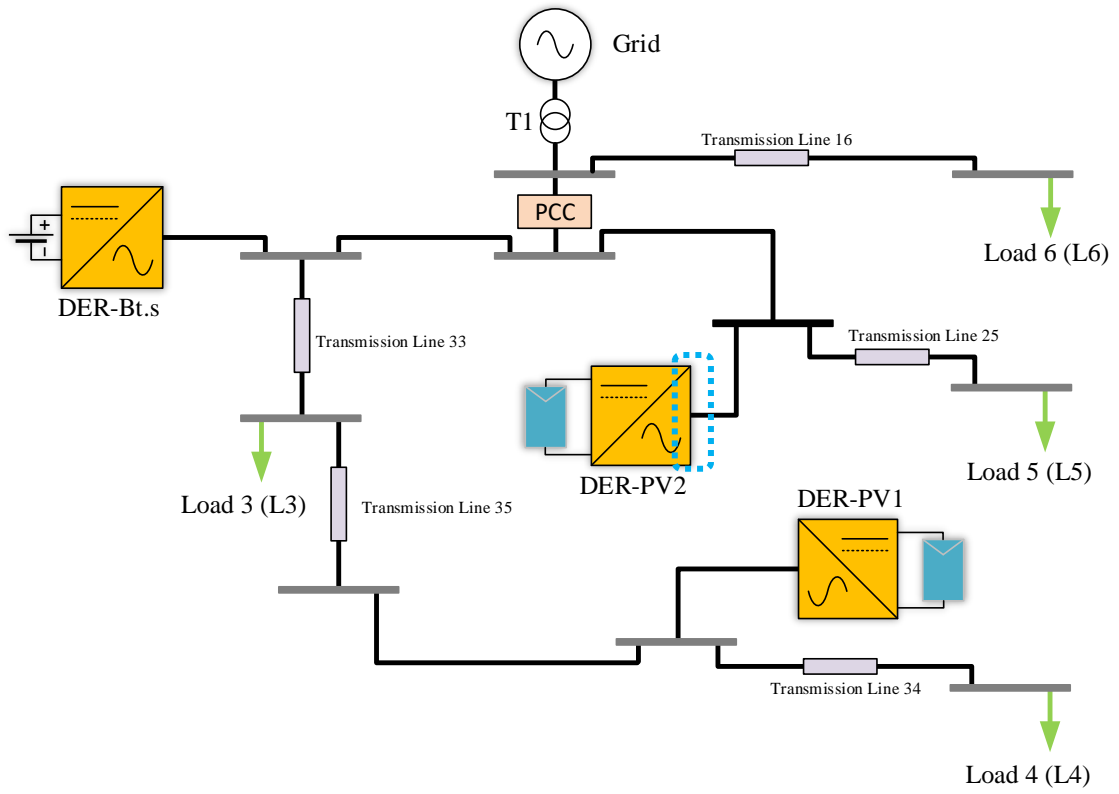 Grid
T1
Transmission Line 16
PCC
+
−
Load 6 (L6)
DER-Bt.s
Transmission Line 33
Transmission Line 25
DER-PV2
Load 5 (L5)
DER-PV1
Load 3 (L3)
Transmission Line 35
Transmission Line 34
Load 4 (L4)